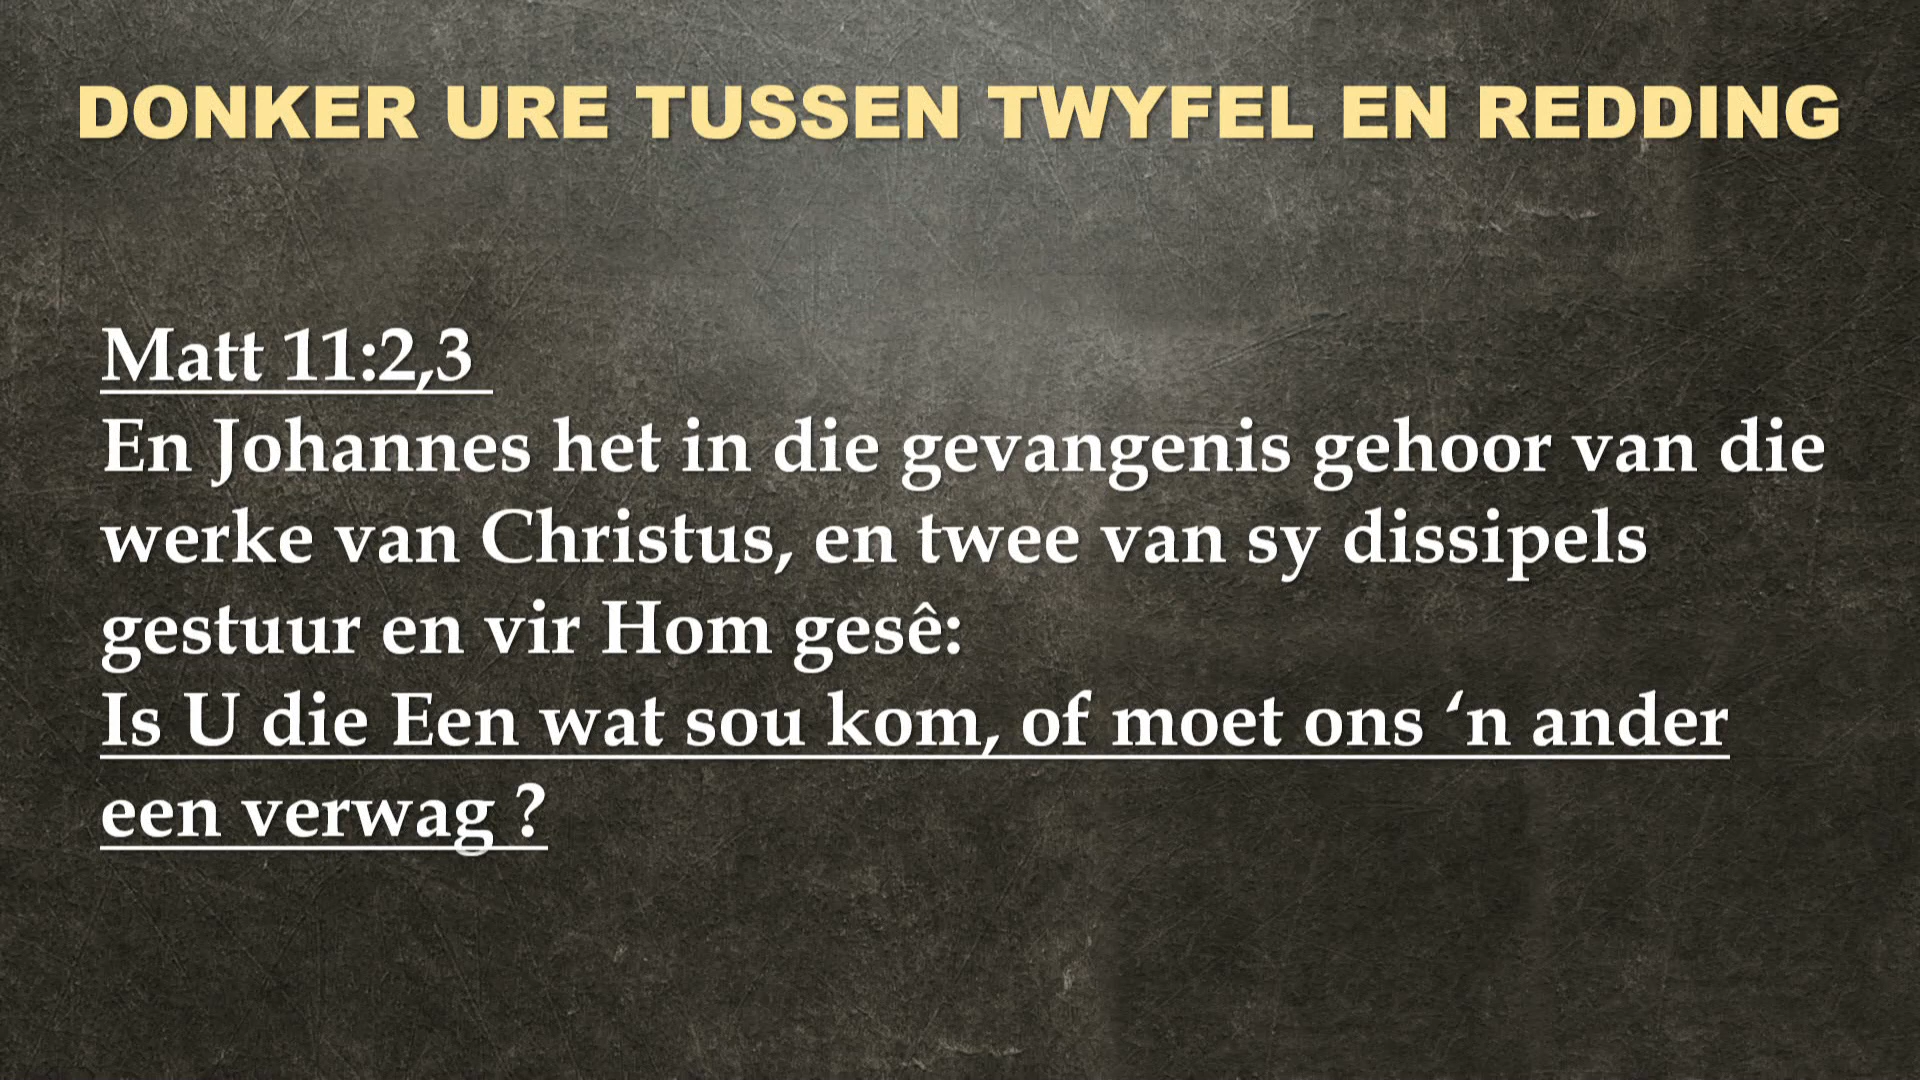 DONKER URE TUSSEN TWYFEL EN REDDING
Matt 11:2,3
En Johannes het in die gevangenis gehoor van die
werke van Christus, en twee van sy dissipels
gestuur en vir Hom gesê:
Is U die Een wat sou kom, of moet ons ‘n ander
een verwag ?